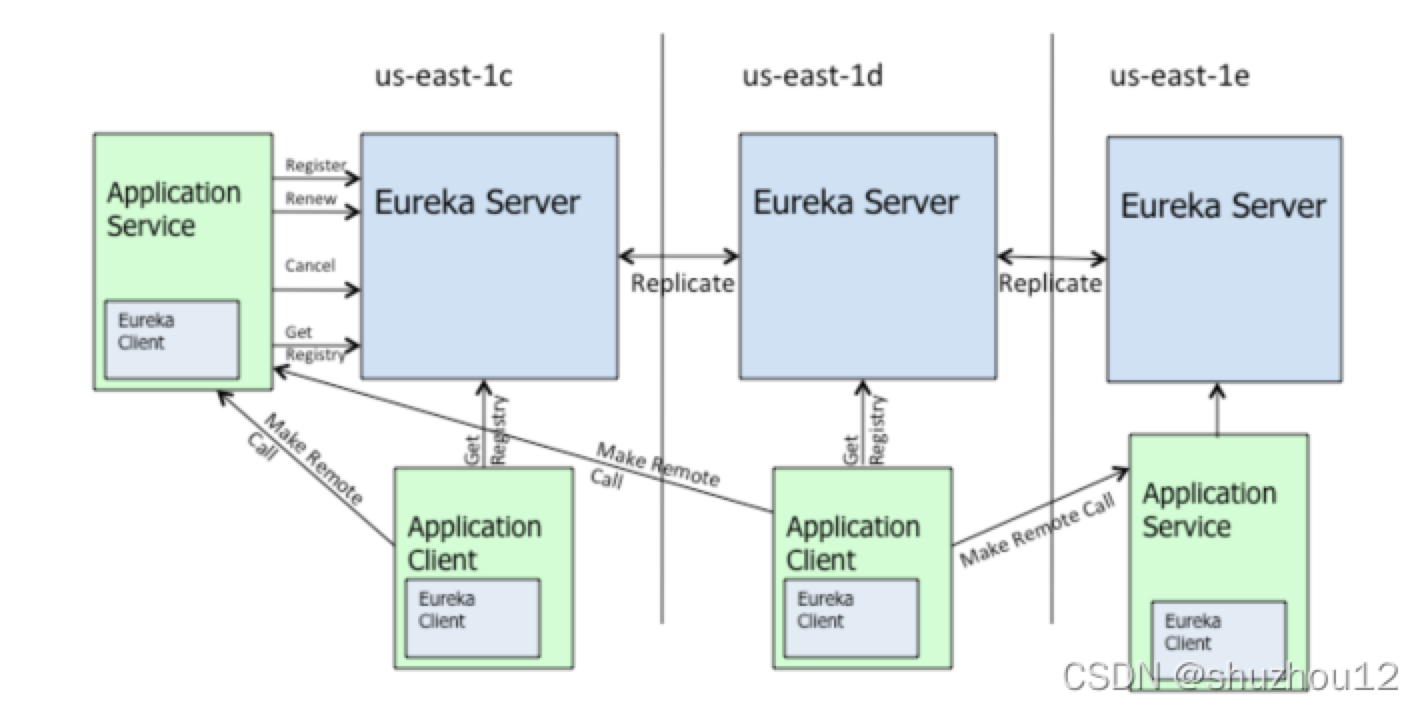 us-east-1c
us-east-1d
us-east-1e
Application
Service
Register
Renew
Cancel
Get
Registry
Eureka
Client
Eureka Server
Replicate
Eureka Server
Replicate
Eureka Server
Make Remote
Call
Get
Registry
Make Remote
Call
Get
Registry
Make Remote Call
Application
Client
Eureka
Client
Application
Client
Eureka
Client
Application
Service
Eureka
Client
CSDN @shuzhou12